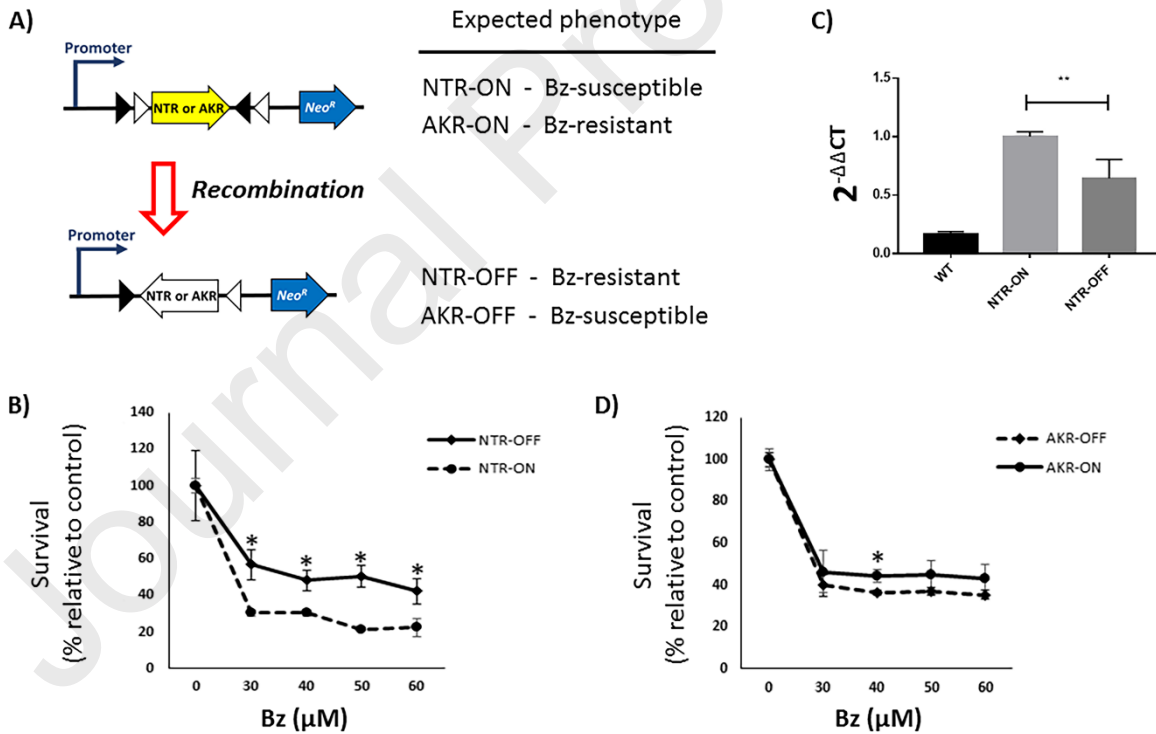 A)
Expected phenotype
Promoter
NTR or AKR
Neo^R
NTR-ON - Bz-susceptible
AKR-ON - Bz-resistant
Recombination
Promoter
NTR or AKR
Neo^R
NTR-OFF - Bz-resistant
AKR-OFF - Bz-susceptible
C)
2^-ΔΔCT
1.5
1.0
0.5
0.0
**
WT
NTR-ON
NTR-OFF
B)
Survival
(% relative to control)
140
120
100
80
60
40
20
0
* * * *
NTR-OFF
NTR-ON
0 30 40 50 60
Bz (μM)
D)
Survival
(% relative to control)
120
100
80
60
40
20
0
*
AKR-OFF
AKR-ON
0 30 40 50 60
Bz (μM)
Journal Pre